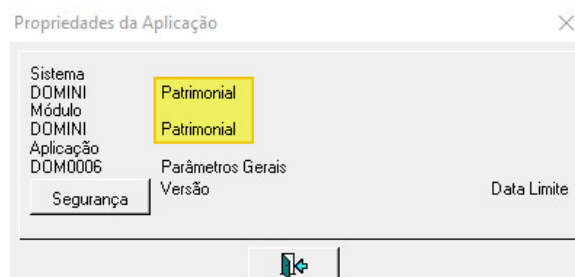 Propriedades da Aplicação
Sistema
DOMINI Patrimonial
Módulo
DOMINI Patrimonial
Aplicação
DOM0006 Parâmetros Gerais
Segurança Versão Data Limite